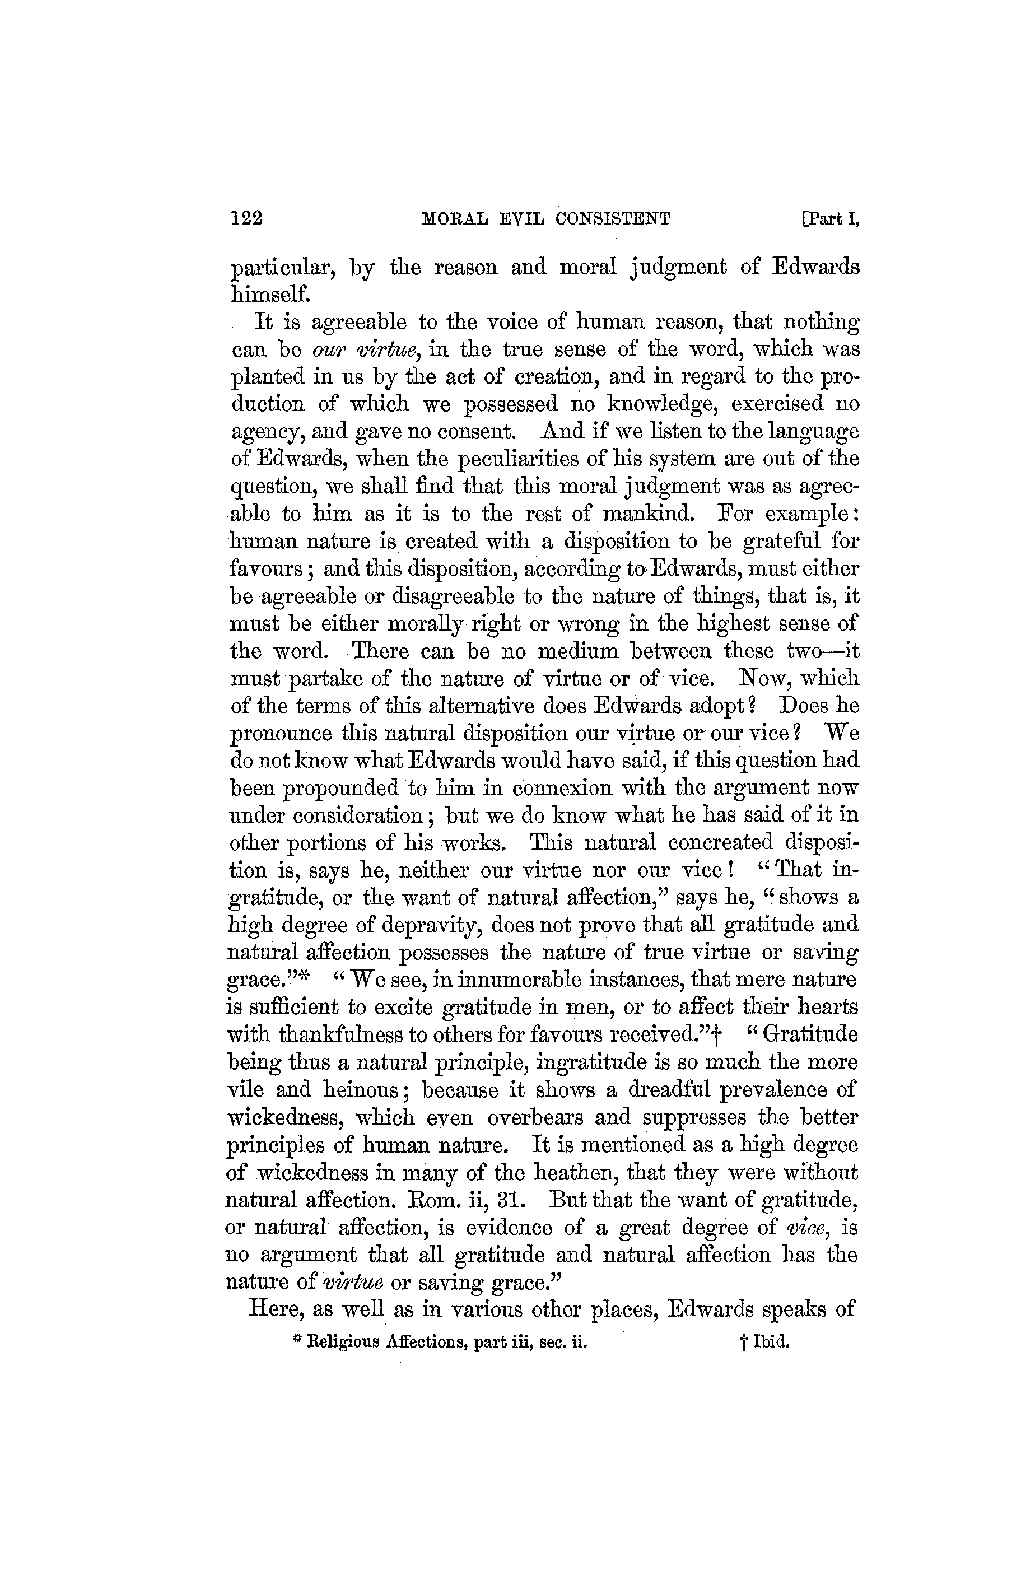 122 MORAL EVIL CONSISTENT [Part I,
particular, by the reason and moral judgment of Edwards
himself.
It is agreeable to the voice of human reason, that nothing
can be our virtue, in the true sense of the word, which was
planted in us by the act of creation, and in regard to the pro-
duction of which we possessed no knowledge, exercised no
agency, and gave no consent. And if we listen to the language
of Edwards, when the peculiarities of his system are out of the
question, we shall find that this moral judgment was as agree-
able to him as it is to the rest of mankind. For example:
human nature is created with a disposition to be grateful for
favours; and this disposition, according to Edwards, must either
be agreeable or disagreeable to the nature of things, that is, it
must be either morally right or wrong in the highest sense of
the word. There can be no medium between these two—it
must partake of the nature of virtue or of vice. Now, which
of the terms of this alternative does Edwards adopt? Does he
pronounce this natural disposition our virtue or our vice? We
do not know what Edwards would have said, if this question had
been propounded to him in connexion with the argument now
under consideration; but we do know what he has said of it in
other portions of his works. This natural concreated disposi-
tion is, says he, neither our virtue nor our vice! "That in-
gratitude, or the want of natural affection," says he, "shows a
high degree of depravity, does not prove that all gratitude and
natural affection possesses the nature of true virtue or saving
grace."* "We see, in innumerable instances, that mere nature
is sufficient to excite gratitude in men, or to affect their hearts
with thankfulness to others for favours received."† "Gratitude
being thus a natural principle, ingratitude is so much the more
vile and heinous; because it shows a dreadful prevalence of
wickedness, which even overbears and suppresses the better
principles of human nature. It is mentioned as a high degree
of wickedness in many of the heathen, that they were without
natural affection. Rom. ii, 31. But that the want of gratitude,
or natural affection, is evidence of a great degree of vice, is
no argument that all gratitude and natural affection has the
nature of virtue or saving grace."
Here, as well as in various other places, Edwards speaks of
* Religious Affections, part iii, sec. ii. † Ibid.